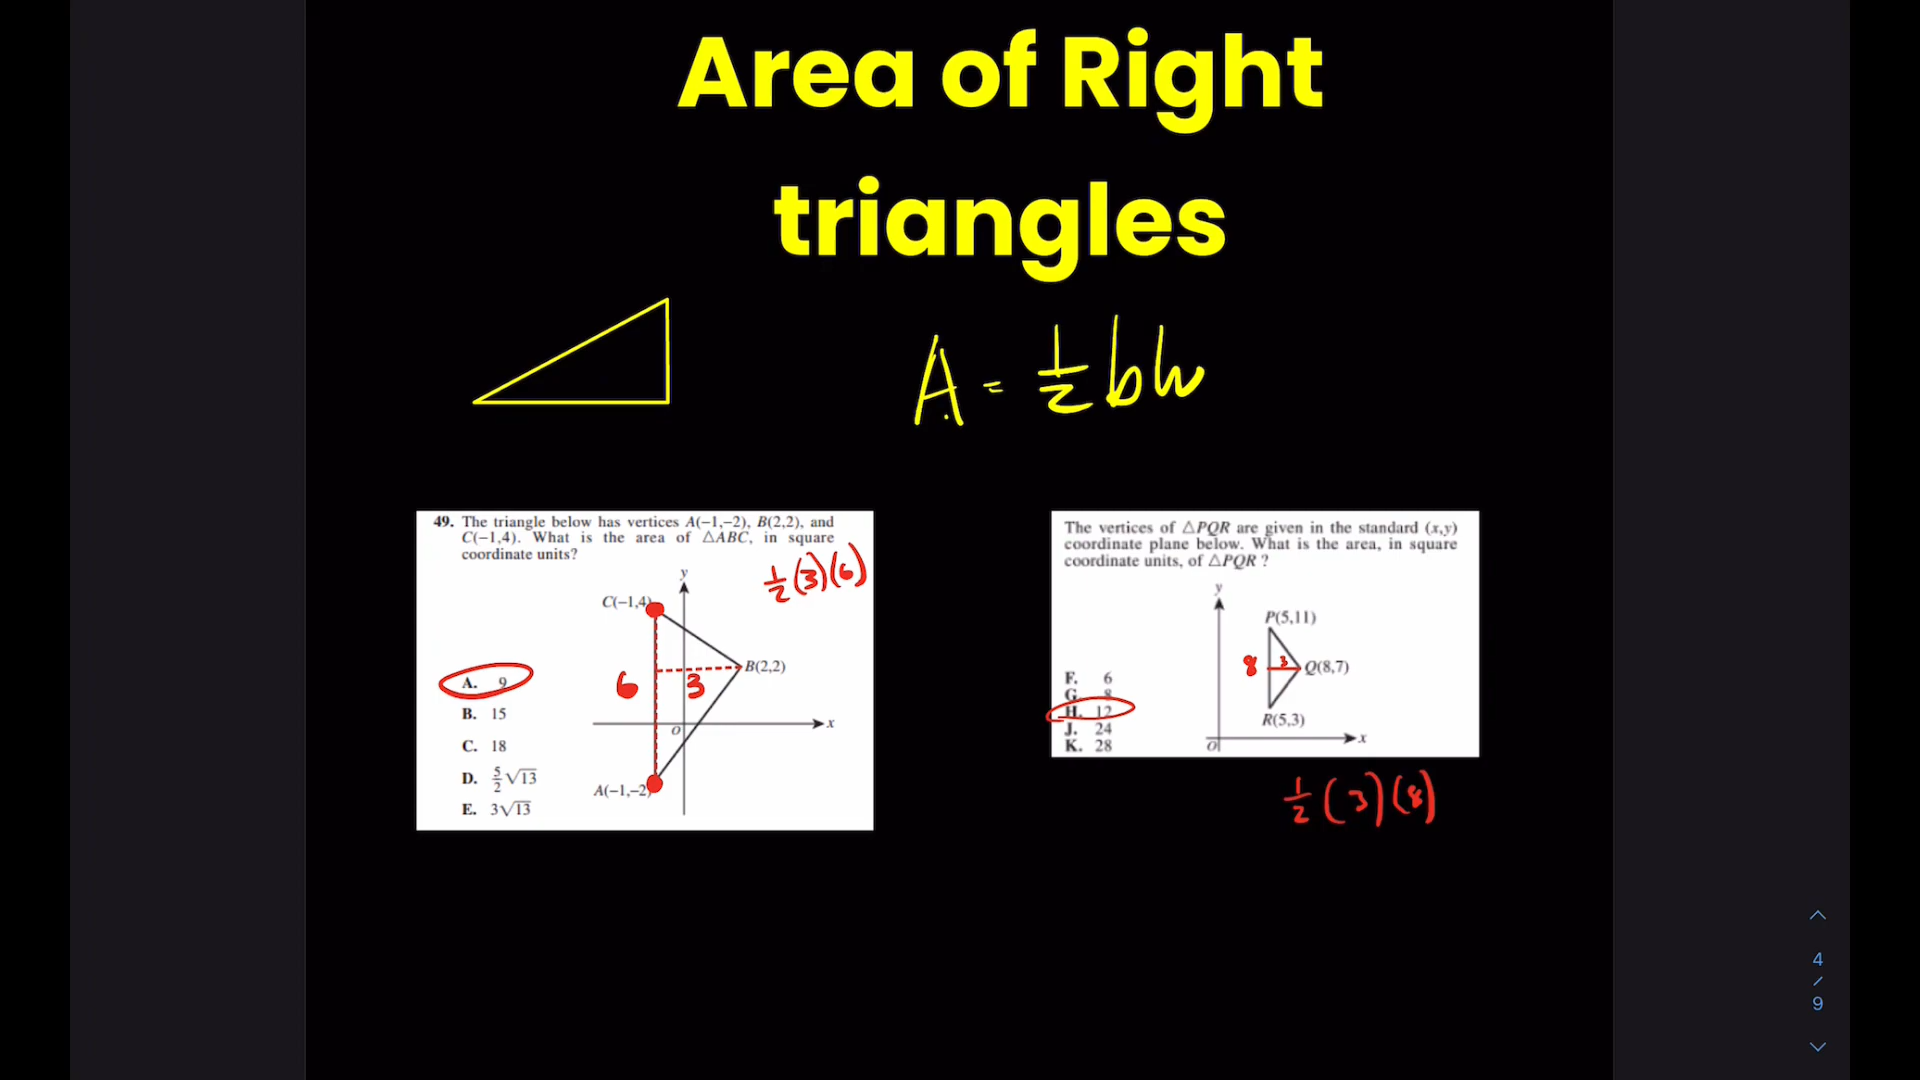 Area of Right
triangles
A = 1/2 bh
49. The triangle below has vertices A(−1,−2), B(2,2), and
C(−1,4). What is the area of △ABC, in square
coordinate units?
1/2 (3)(6)
y
C(−1,4)
B(2,2)
6
3
x
O
A(−1,−2)
A. 9
B. 15
C. 18
D. 5/2 √13
E. 3√13
The vertices of △PQR are given in the standard (x,y)
coordinate plane below. What is the area, in square
coordinate units, of △PQR ?
y
P(5,11)
8
3
Q(8,7)
R(5,3)
x
O
F. 6
G. 8
H. 12
J. 24
K. 28
1/2 (3)(8)
4
/
9